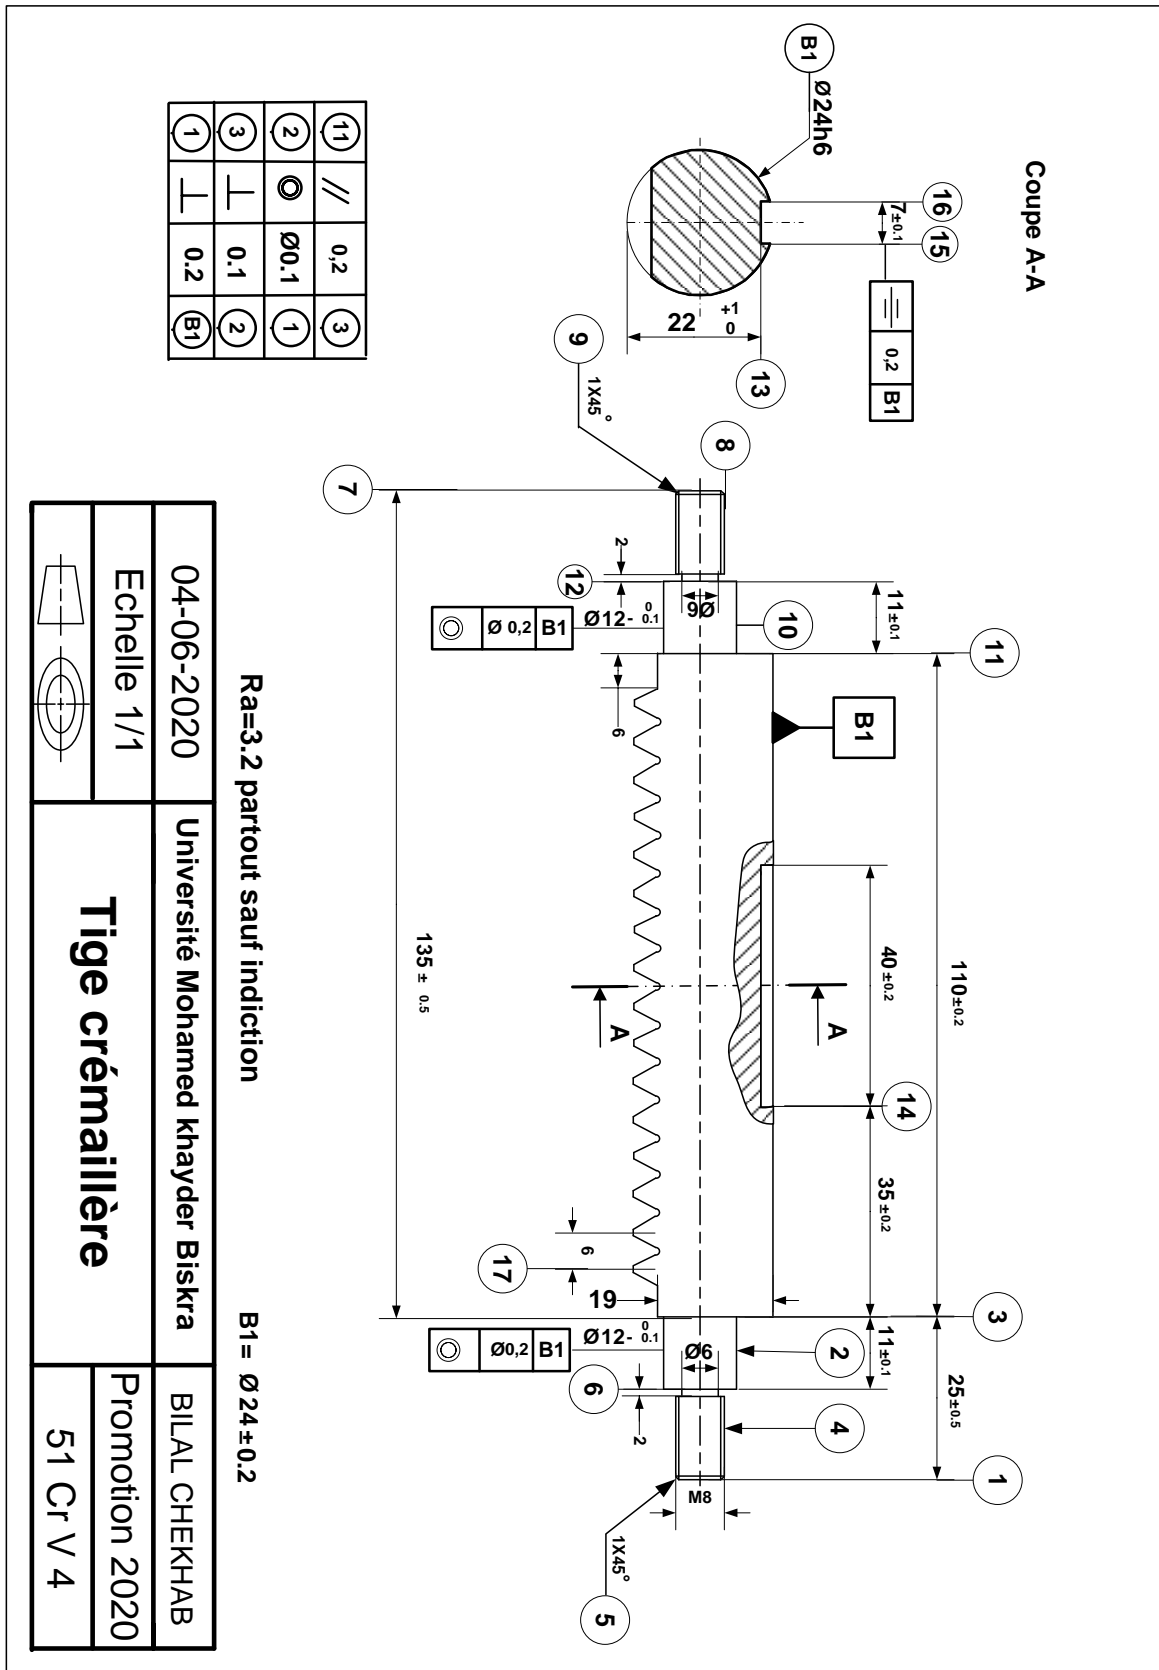 Coupe A-A
B1
Ø24h6
16
7±0.1
15
0,2
B1
22 +1 0
13
11 // 0,2 3
2 Ø0.1 1
3 ⊥ 0.1 2
1 ⊥ 0.2 B1
9
1X45°
8
7
2
12
Ø 0,2 B1
Ø12- 0 0.1
9Ø
10
11±0.1
11
6
B1
135 ± 0.5
A
A
40±0.2
110±0.2
14
35±0.2
6
17
19
3
Ø0,2 B1
Ø12- 0 0.1
Ø6
2
11±0.1
25±0.5
6
2
4
M8
1
1X45°
5
Ra=3.2 partout sauf indiction
B1= Ø24±0.2
04-06-2020
Université Mohamed khayder Biskra
BILAL CHEKHAB
Echelle 1/1
Tige crémaillère
Promotion 2020
51 Cr V 4